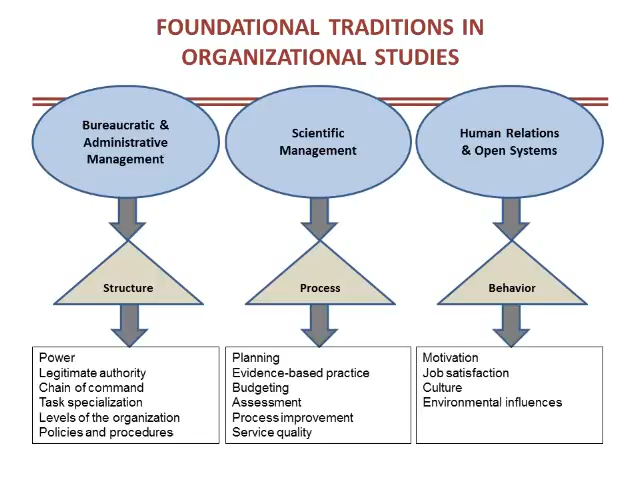 FOUNDATIONAL TRADITIONS IN
ORGANIZATIONAL STUDIES
Bureaucratic &
Administrative
Management
Scientific
Management
Human Relations
& Open Systems
Structure
Process
Behavior
Power
Legitimate authority
Chain of command
Task specialization
Levels of the organization
Policies and procedures
Planning
Evidence-based practice
Budgeting
Assessment
Process improvement
Service quality
Motivation
Job satisfaction
Culture
Environmental influences